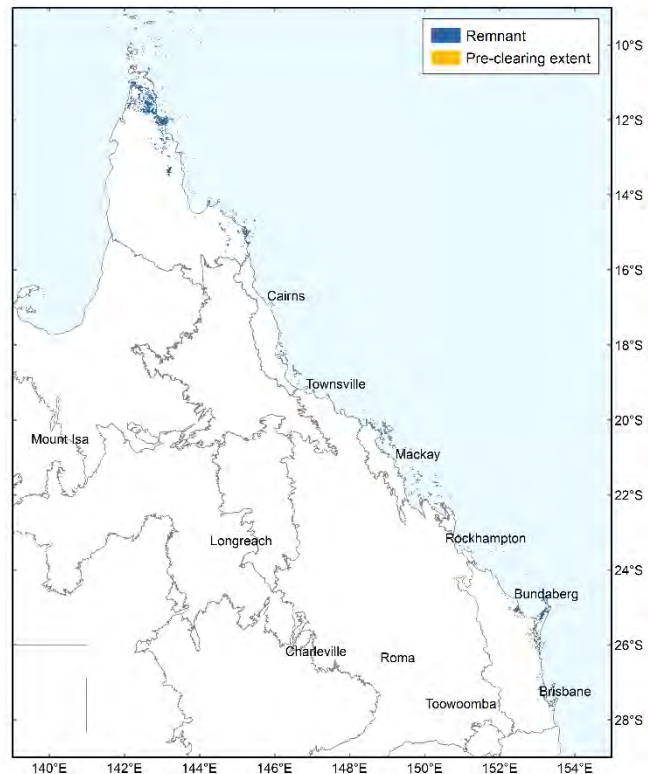 Remnant
Pre-clearing extent
10°S
12°S
14°S
16°S
Cairns
18°S
Townsville
20°S
Mount Isa
Mackay
22°S
Longreach
Rockhampton
24°S
Bundaberg
26°S
Charleville
Roma
Toowoomba
Brisbane
28°S
140°E 142°E 144°E 146°E 148°E 150°E 152°E 154°E